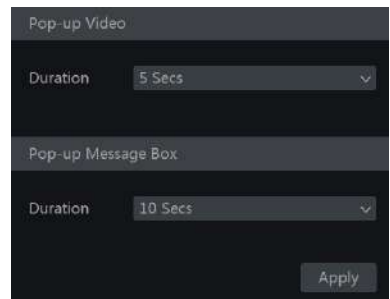 Pop-up Video
Duration 5 Secs
Pop-up Message Box
Duration 10 Secs
Apply